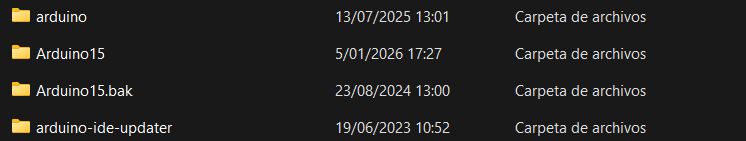 arduino 13/07/2025 13:01 Carpeta de archivos
Arduino15 5/01/2026 17:27 Carpeta de archivos
Arduino15.bak 23/08/2024 13:00 Carpeta de archivos
arduino-ide-updater 19/06/2023 10:52 Carpeta de archivos